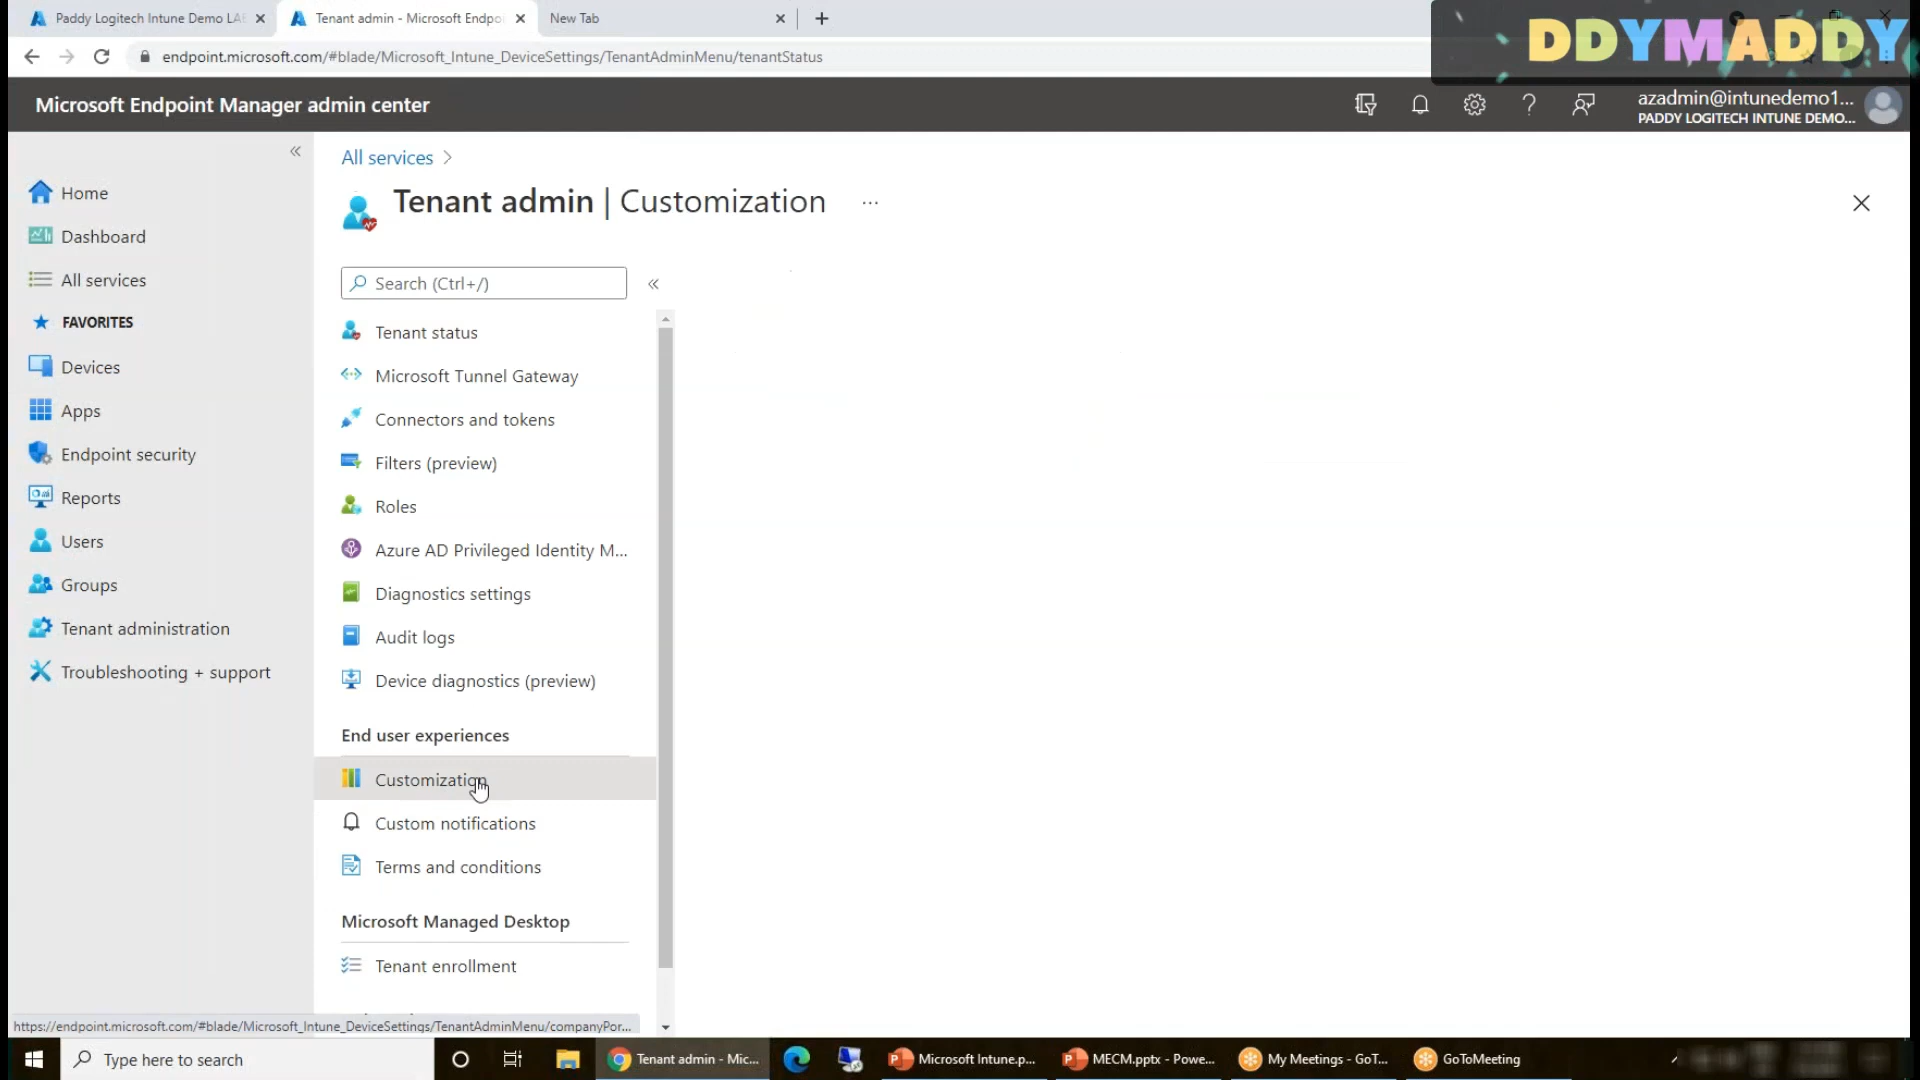 Paddy Logitech Intune Demo LA
Tenant admin - Microsoft Endpo
New Tab
endpoint.microsoft.com/#blade/Microsoft_Intune_DeviceSettings/TenantAdminMenu/tenantStatus
DDYMADDY
Microsoft Endpoint Manager admin center
azadmin@intunedemo1...
PADDY LOGITECH INTUNE DEMO...
Home
Dashboard
All services
FAVORITES
Devices
Apps
Endpoint security
Reports
Users
Groups
Tenant administration
Troubleshooting + support
All services >
Tenant admin | Customization ...
Search (Ctrl+/)
Tenant status
Microsoft Tunnel Gateway
Connectors and tokens
Filters (preview)
Roles
Azure AD Privileged Identity M...
Diagnostics settings
Audit logs
Device diagnostics (preview)
End user experiences
Customization
Custom notifications
Terms and conditions
Microsoft Managed Desktop
Tenant enrollment
https://endpoint.microsoft.com/#blade/Microsoft_Intune_DeviceSettings/TenantAdminMenu/companyPor...
Type here to search
Tenant admin - Mic...
Microsoft Intune.p...
MECM.pptx - Powe...
My Meetings - GoT...
GoToMeeting